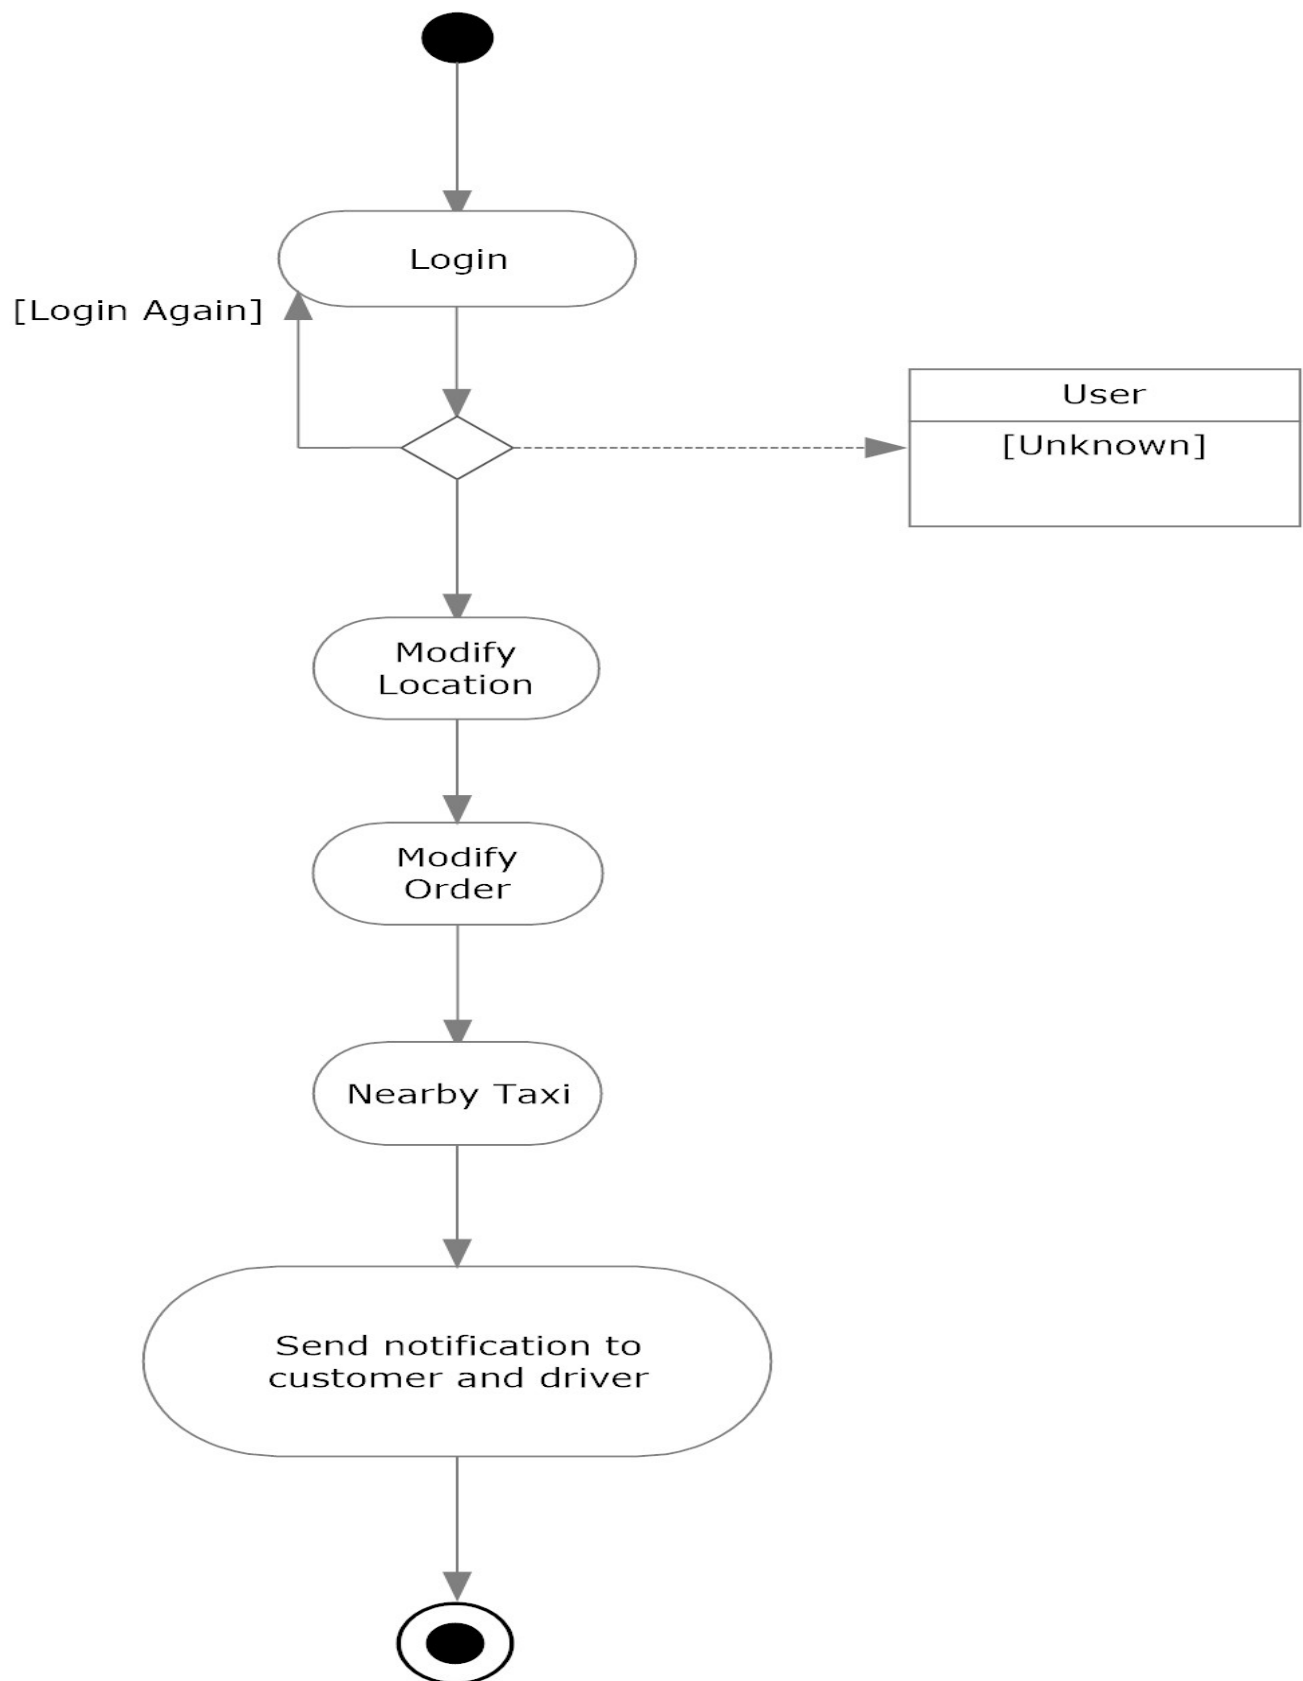 Login
[Login Again]
User
[Unknown]
Modify
Location
Modify
Order
Nearby Taxi
Send notification to
customer and driver